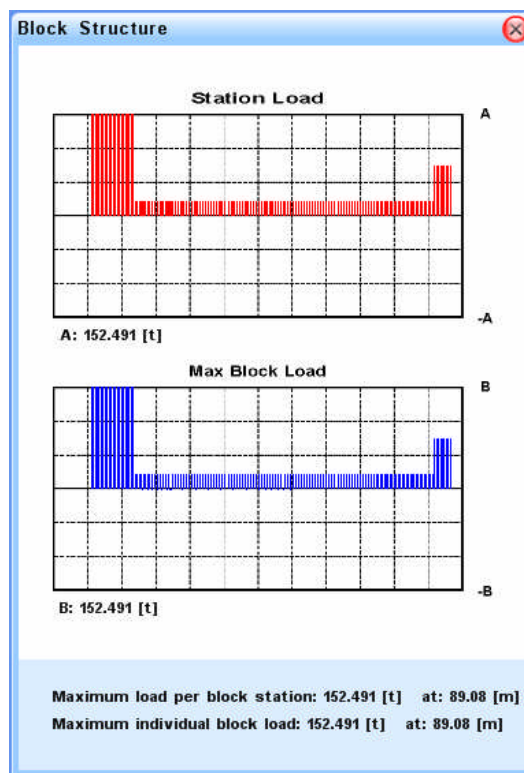 Block Structure
Station Load
A
-A
A: 152.491 [t]
Max Block Load
B
-B
B: 152.491 [t]
Maximum load per block station: 152.491 [t] at: 89.08 [m]
Maximum individual block load: 152.491 [t] at: 89.08 [m]